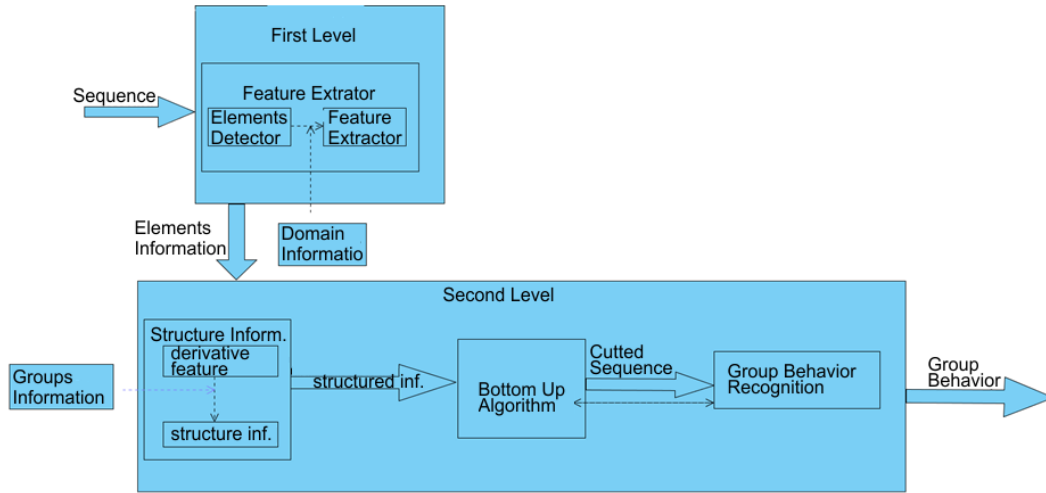 First Level
Sequence
Feature Extrator
Elements
Detector
Feature
Extractor
Elements
Information
Domain
Informatio
Second Level
Structure Inform.
derivative
feature
Groups
Information
structure inf.
structured inf.
Bottom Up
Algorithm
Cutted
Sequence
Group Behavior
Recognition
Group
Behavior